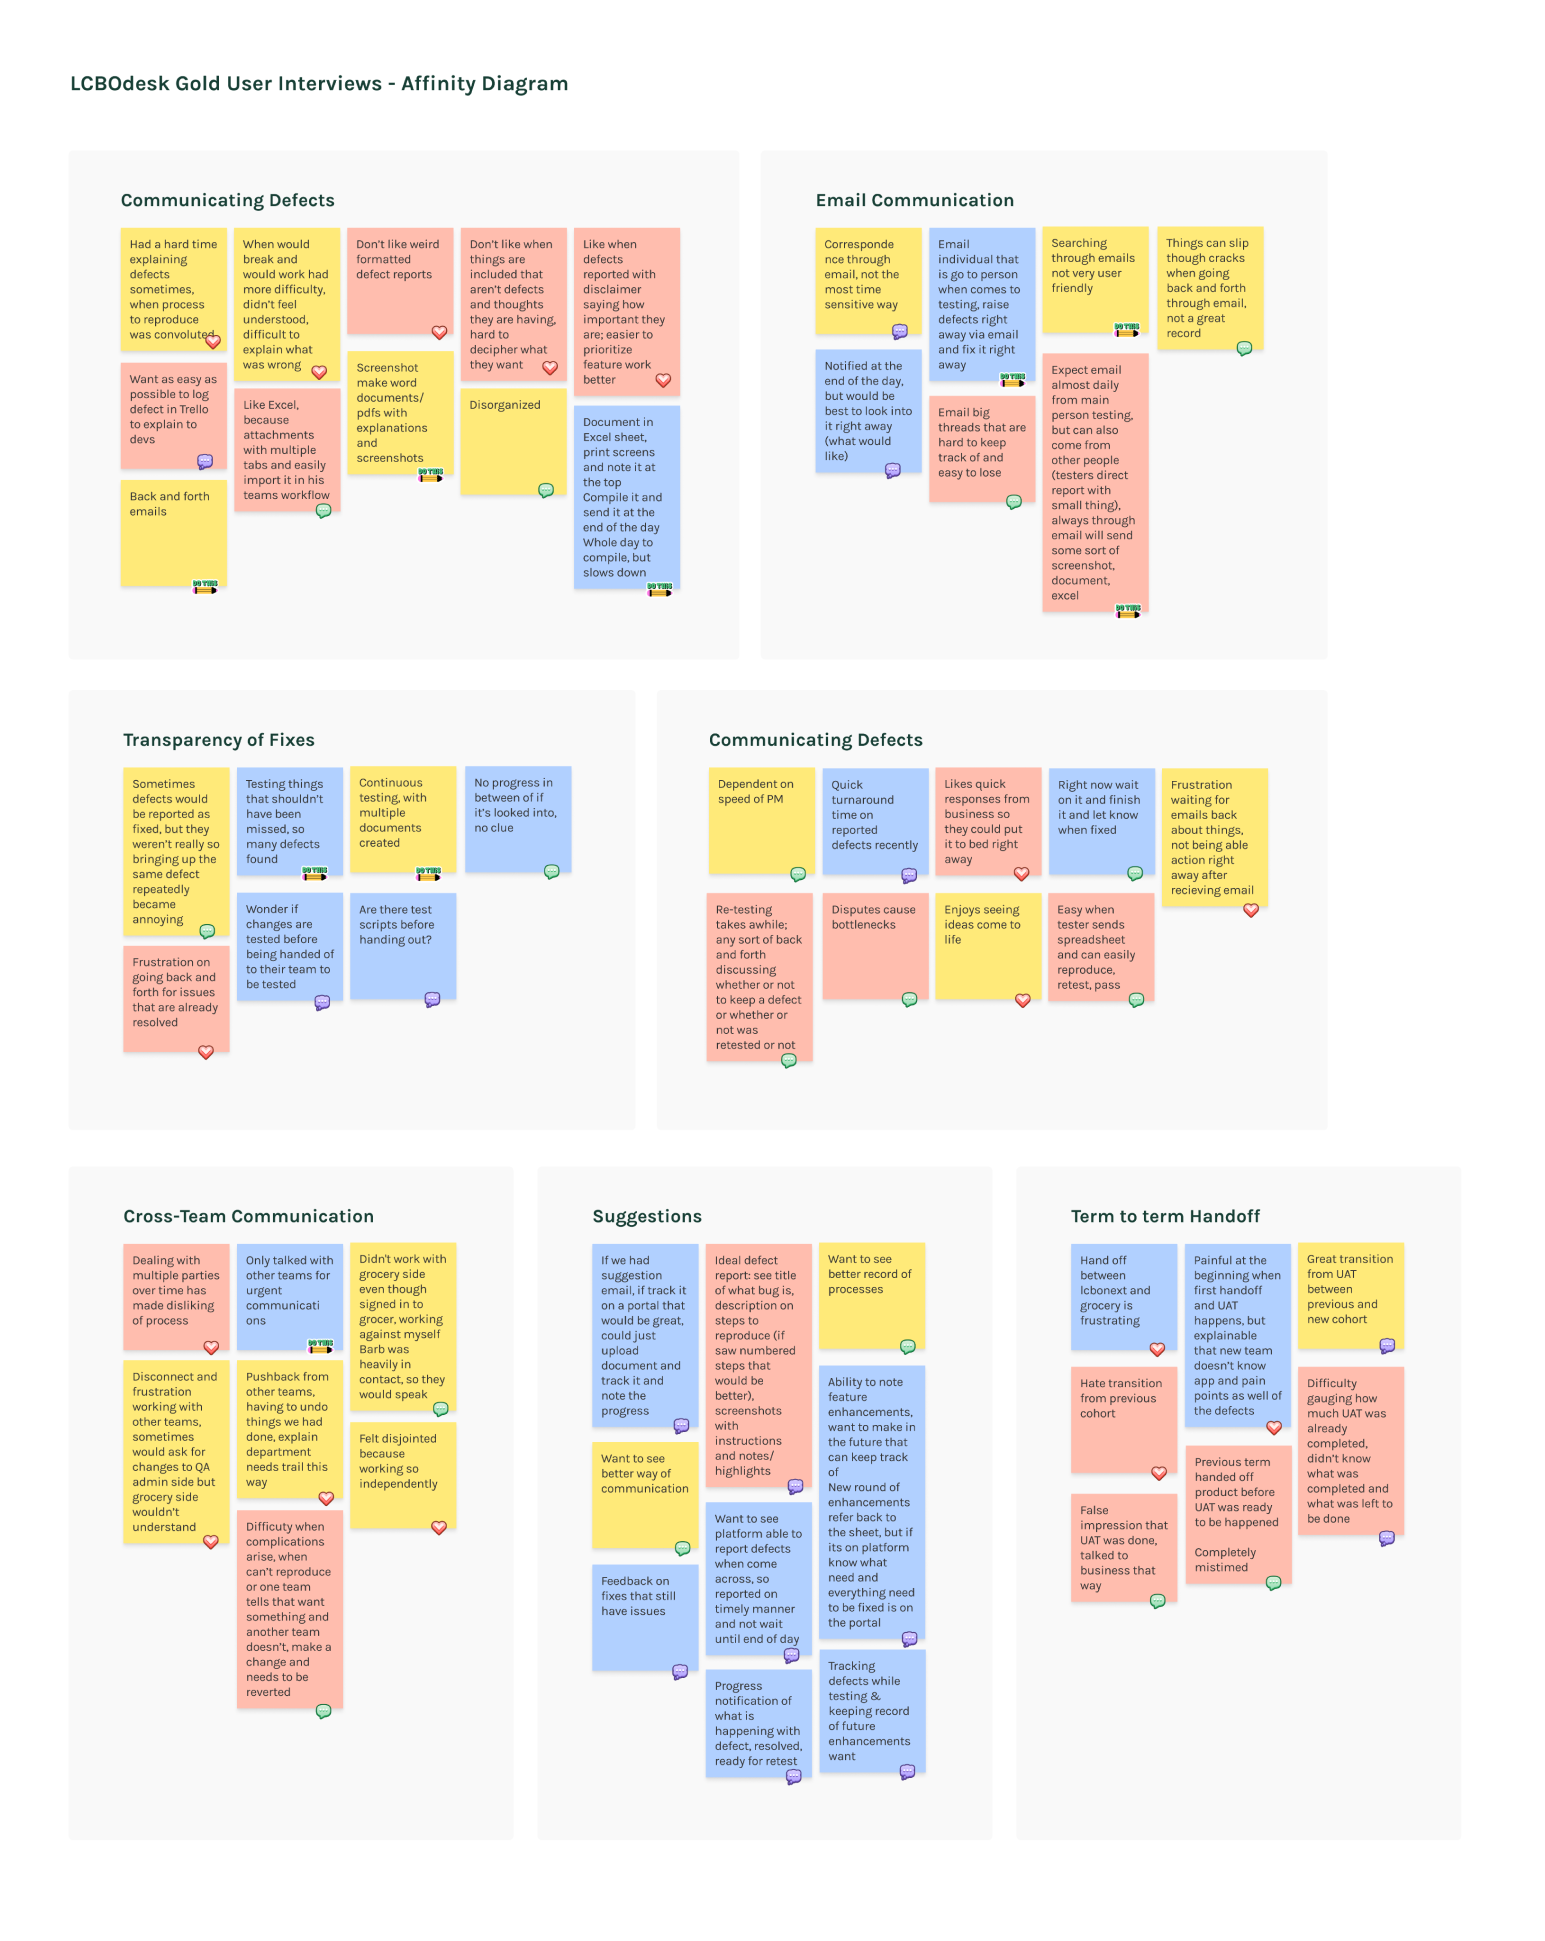 LCBOdesk Gold User Interviews - Affinity Diagram
Communicating Defects
Had a hard time
explaining
defects
sometimes,
when process
to reproduce
was convoluted
When would
break and
would work had
more difficulty,
didn't feel
understood,
difficult to
explain what
was wrong
Don't like weird
formatted
defect reports
Don't like when
things are
included that
aren't defects
and thoughts
they are having,
hard to
decipher what
they want
Like when
defects
reported with
disclaimer
saying how
important they
are; easier to
prioritize
feature work
better
Want as easy as
possible to log
defect in Trello
to explain to
devs
Like Excel,
because
attachments
with multiple
tabs and easily
import it in his
teams workflow
Screenshot
make word
documents/
pdfs with
explanations
and
screenshots
DO THIS
Disorganized
Document in
Excel sheet,
print screens
and note it at
the top
Compile it and
send it at the
end of the day
Whole day to
compile, but
slows down
DO THIS
Back and forth
emails
DO THIS
Email Communication
Corresponde
nce through
email, not the
most time
sensitive way
Email
individual that
is go to person
when comes to
testing, raise
defects right
away via email
and fix it right
away
DO THIS
Searching
through emails
not very user
friendly
DO THIS
Things can slip
though cracks
when going
back and forth
through email,
not a great
record
Notified at the
end of the day,
but would be
best to look into
it right away
(what would
like)
Email big
threads that are
hard to keep
track of and
easy to lose
Expect email
almost daily
from main
person testing,
but can also
come from
other people
(testers direct
report with
small thing),
always through
email will send
some sort of
screenshot,
document,
excel
DO THIS
Transparency of Fixes
Sometimes
defects would
be reported as
fixed, but they
weren't really so
bringing up the
same defect
repeatedly
became
annoying
Testing things
that shouldn't
have been
missed, so
many defects
found
DO THIS
Continuous
testing, with
multiple
documents
created
DO THIS
No progress in
between of if
it's looked into,
no clue
Wonder if
changes are
tested before
being handed of
to their team to
be tested
Are there test
scripts before
handing out?
Frustration on
going back and
forth for issues
that are already
resolved
Communicating Defects
Dependent on
speed of PM
Quick
turnaround
time on
reported
defects recently
Likes quick
responses from
business so
they could put
it to bed right
away
Right now wait
on it and finish
it and let know
when fixed
Frustration
waiting for
emails back
about things,
not being able
action right
away after
recieving email
Re-testing
takes awhile;
any sort of back
and forth
discussing
whether or not
to keep a defect
or whether or
not was
retested or not
Disputes cause
bottlenecks
Enjoys seeing
ideas come to
life
Easy when
tester sends
spreadsheet
and can easily
reproduce,
retest, pass
Cross-Team Communication
Dealing with
multiple parties
over time has
made disliking
of process
Only talked with
other teams for
urgent
communicati
ons
DO THIS
Didn't work with
grocery side
even though
signed in to
grocer, working
against myself
Barb was
heavily in
contact, so they
would speak
Disconnect and
frustration
working with
other teams,
sometimes
would ask for
changes to QA
admin side but
grocery side
wouldn't
understand
Pushback from
other teams,
having to undo
things we had
done, explain
department
needs trail this
way
Felt disjointed
because
working so
independently
Difficuty when
complications
arise, when
can't reproduce
or one team
tells that want
something and
another team
doesn't, make a
change and
needs to be
reverted
Suggestions
If we had
suggestion
email, if track it
on a portal that
would be great,
could just
upload
document and
track it and
note the
progress
Ideal defect
report: see title
of what bug is,
description on
steps to
reproduce (if
saw numbered
steps that
would be
better),
screenshots
with
instructions
and notes/
highlights
Want to see
better record of
processes
Want to see
better way of
communication
Ability to note
feature
enhancements,
want to make in
the future that
can keep track
of
New round of
enhancements
refer back to
the sheet, but if
its on platform
know what
need and
everything need
to be fixed is on
the portal
Want to see
platform able to
report defects
when come
across, so
reported on
timely manner
and not wait
until end of day
Feedback on
fixes that still
have issues
Progress
notification of
what is
happening with
defect, resolved,
ready for retest
Tracking
defects while
testing &
keeping record
of future
enhancements
want
Term to term Handoff
Hand off
between
lcbonext and
grocery is
frustrating
Painful at the
beginning when
first handoff
and UAT
happens, but
explainable
that new team
doesn't know
app and pain
points as well of
the defects
Great transition
from UAT
between
previous and
new cohort
Hate transition
from previous
cohort
Difficulty
gauging how
much UAT was
already
completed,
didn't know
what was
completed and
what was left to
be done
Previous term
handed off
product before
UAT was ready
to be happened
Completely
mistimed
False
impression that
UAT was done,
talked to
business that
way